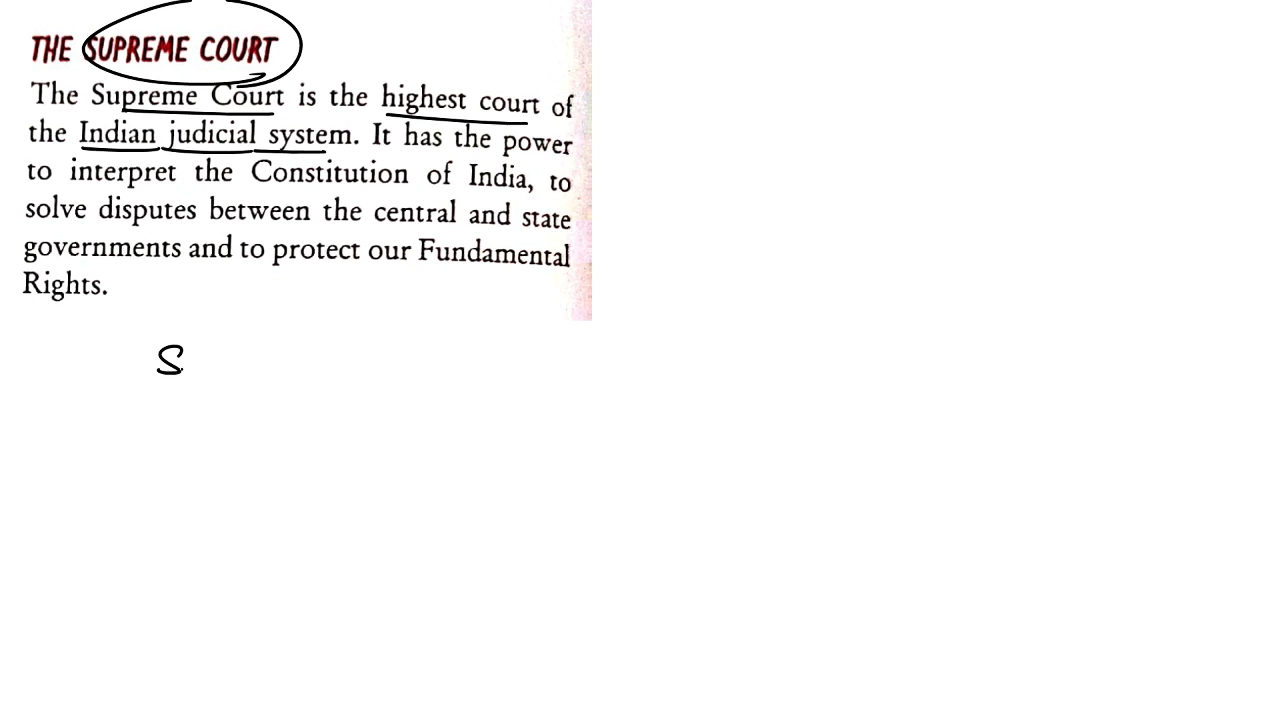 THE SUPREME COURT
The Supreme Court is the highest court of
the Indian judicial system. It has the power
to interpret the Constitution of India, to
solve disputes between the central and state
governments and to protect our Fundamental
Rights.
S